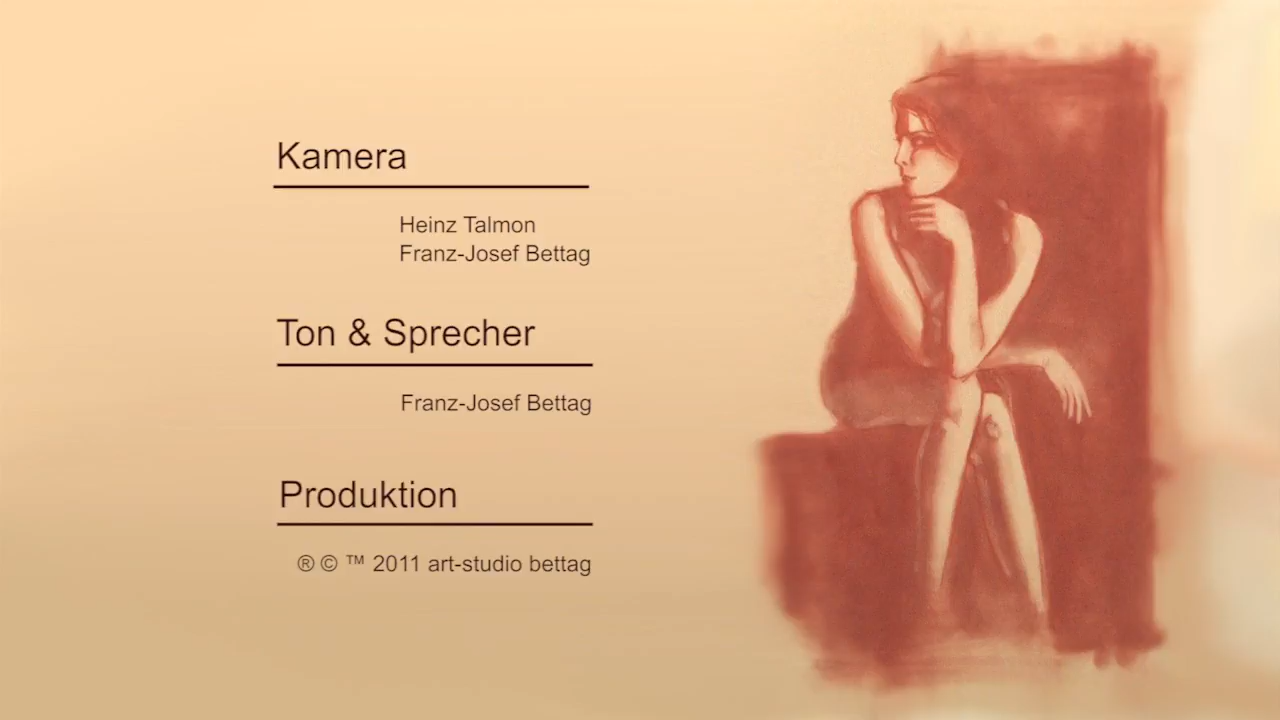 Kamera
Heinz Talmon
Franz-Josef Bettag
Ton & Sprecher
Franz-Josef Bettag
Produktion
® © ™ 2011 art-studio bettag